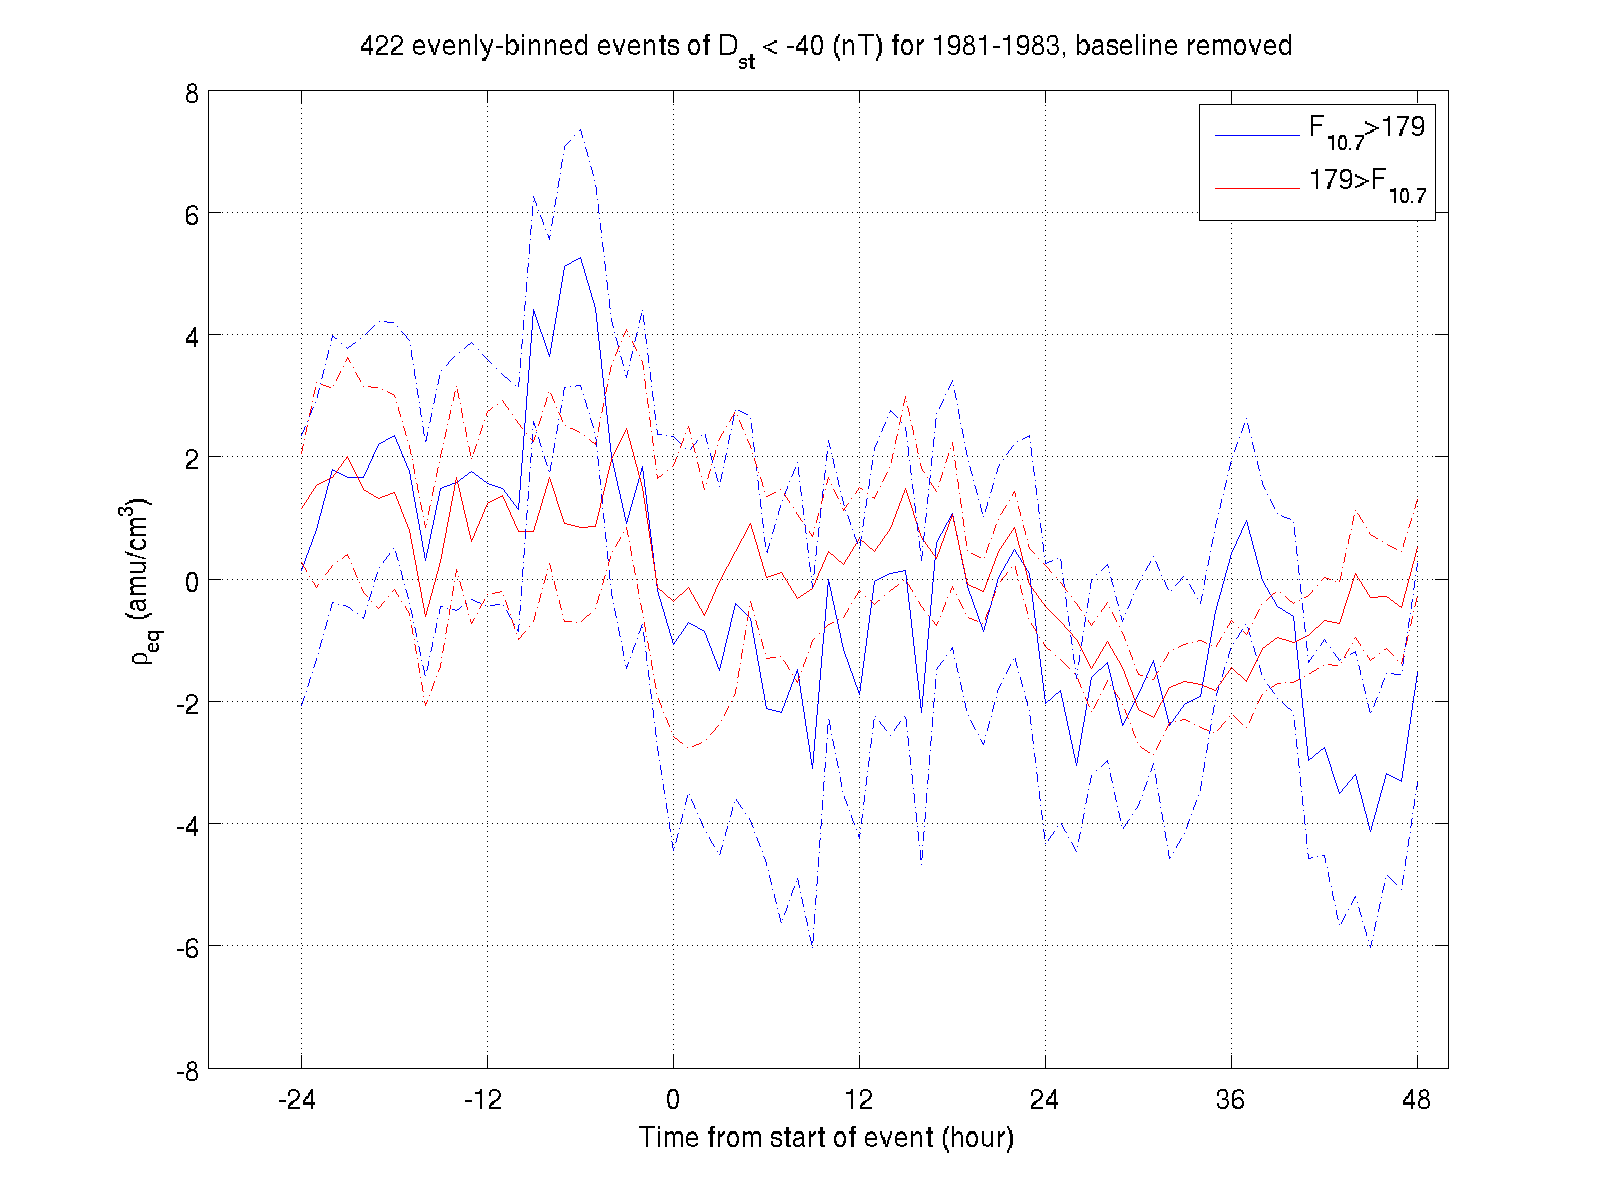 422 evenly-binned events of D_st < -40 (nT) for 1981-1983, baseline removed
F_10.7>179
179>F_10.7
8
6
4
2
0
-2
-4
-6
-8
ρ_eq (amu/cm^3)
-24 -12 0 12 24 36 48
Time from start of event (hour)